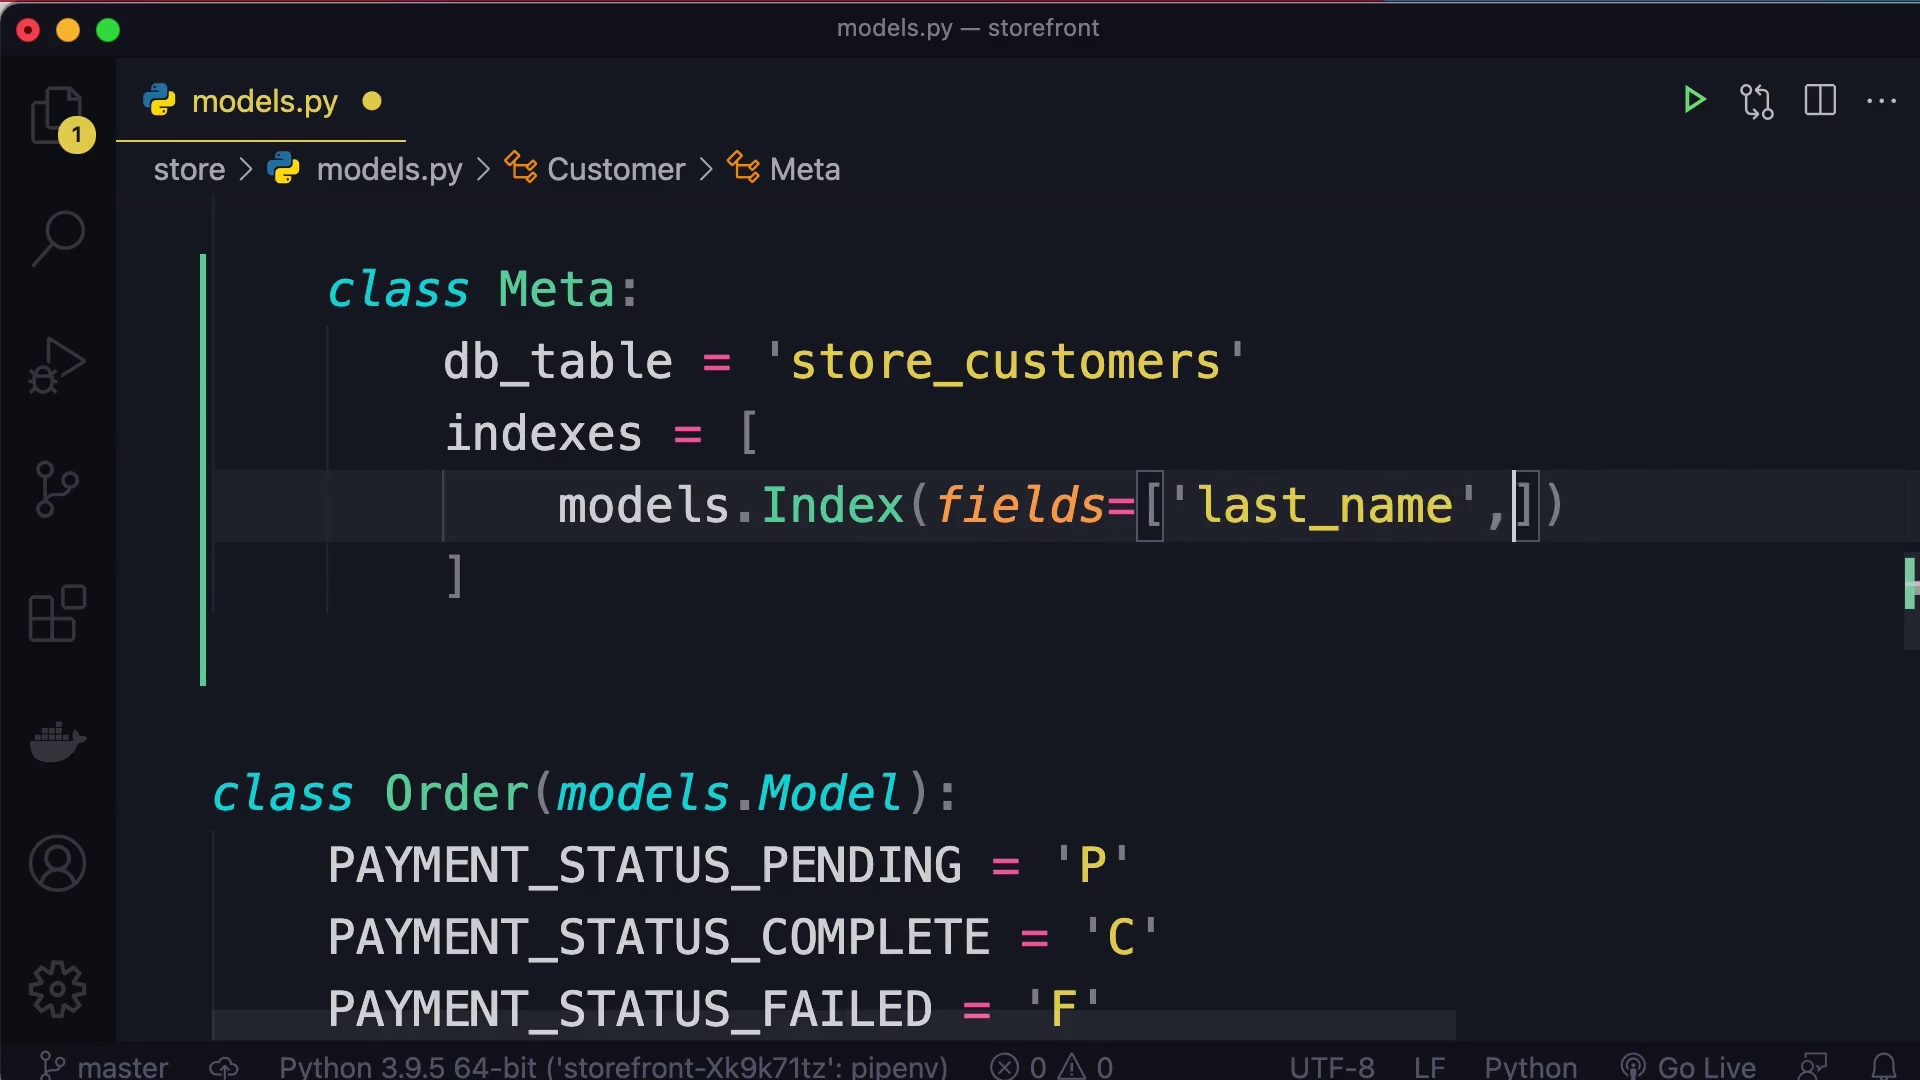 models.py — storefront
models.py
1
store > models.py > Customer > Meta
class Meta:
db_table = 'store_customers'
indexes = [
models.Index(fields=['last_name',])
]
class Order(models.Model):
PAYMENT_STATUS_PENDING = 'P'
PAYMENT_STATUS_COMPLETE = 'C'
PAYMENT_STATUS_FAILED = 'F'
master Python 3.9.5 64-bit ('storefront-Xk9k71tz': pipenv) 0 0 UTF-8 LF Python Go Live